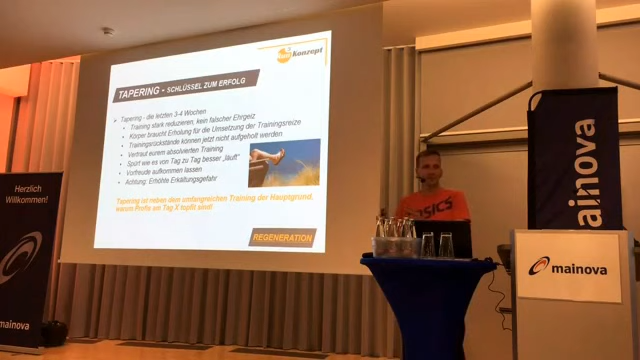 Konzept
TAPERING - SCHLÜSSEL ZUM ERFOLG
Tapering - die letzten 3-4 Wochen
Training stark reduzieren, kein falscher Ehrgeiz
Körper braucht Erholung für die Umsetzung der Trainingsreize
Trainingsrückstände können jetzt nicht aufgeholt werden
Vertraut eurem absolvierten Training
Spürt wie es von Tag zu Tag besser „läuft"
Vorfreude aufkommen lassen
Achtung: Erhöhte Erkältungsgefahr
Tapering ist neben dem umfangreichen Training der Hauptgrund,
warum Profis am Tag X topfit sind!
REGENERATION
Herzlich
Willkommen!
mainova
asics
mainova
mainova